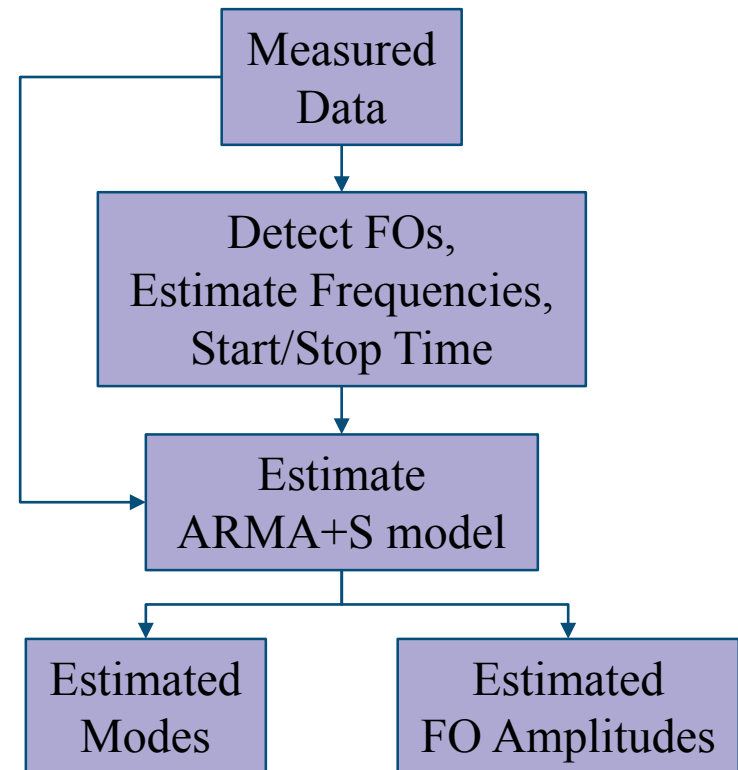 Measured
Data
Detect FOs,
Estimate Frequencies,
Start/Stop Time
Estimate
ARMA+S model
Estimated
Modes
Estimated
FO Amplitudes